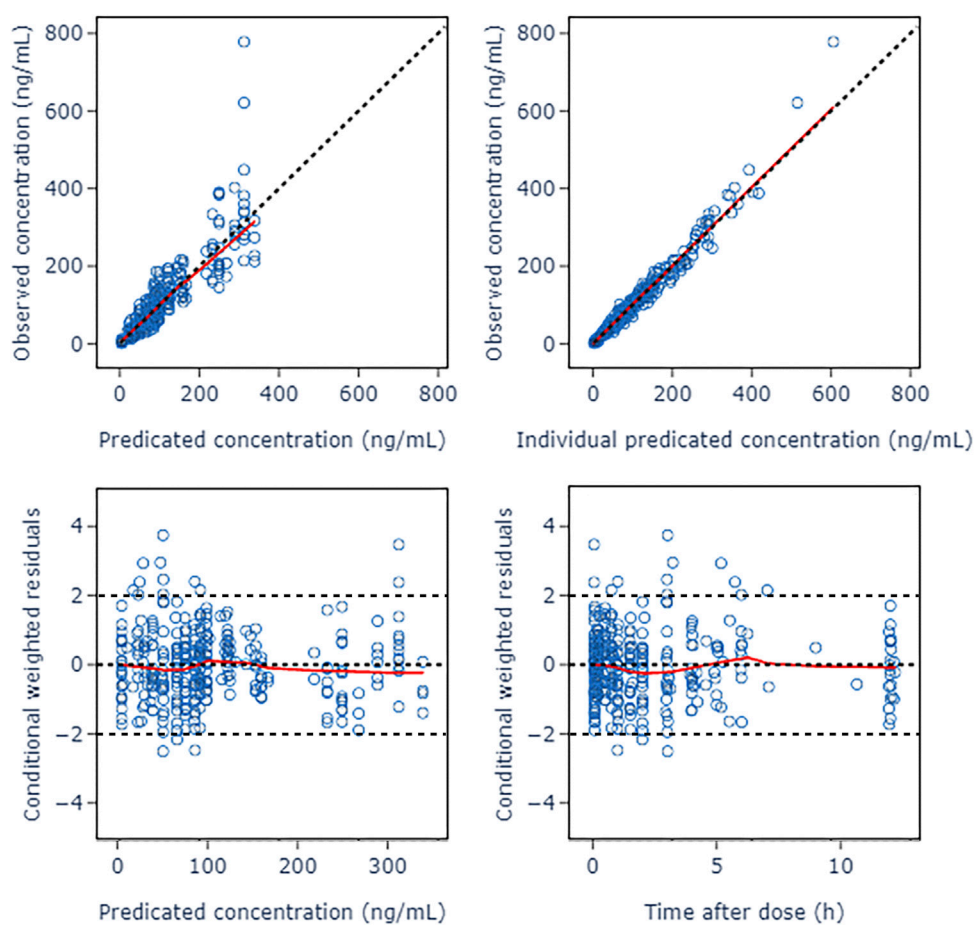 Observed concentration (ng/mL)
800
600
400
200
0
0 200 400 600 800
Predicated concentration (ng/mL)
Observed concentration (ng/mL)
800
600
400
200
0
0 200 400 600 800
Individual predicated concentration (ng/mL)
Conditional weighted residuals
4
2
0
−2
−4
0 100 200 300
Predicated concentration (ng/mL)
Conditional weighted residuals
4
2
0
−2
−4
0 5 10
Time after dose (h)